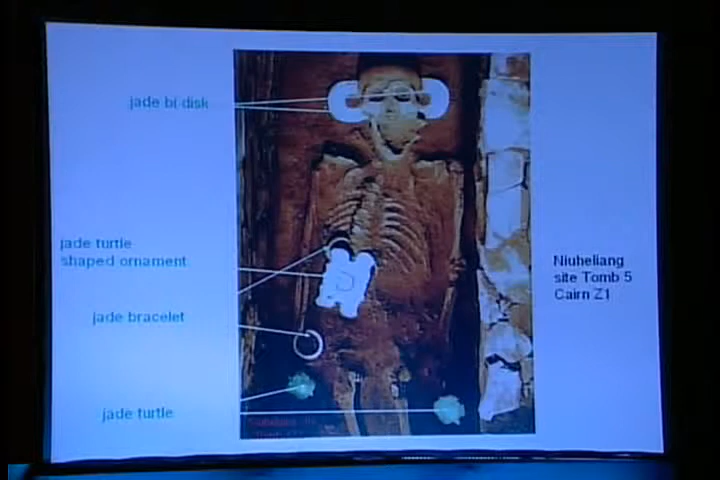 jade bi-disk
jade turtle
shaped ornament
jade bracelet
jade turtle
Niuheliang
site Tomb 5
Cairn Z1